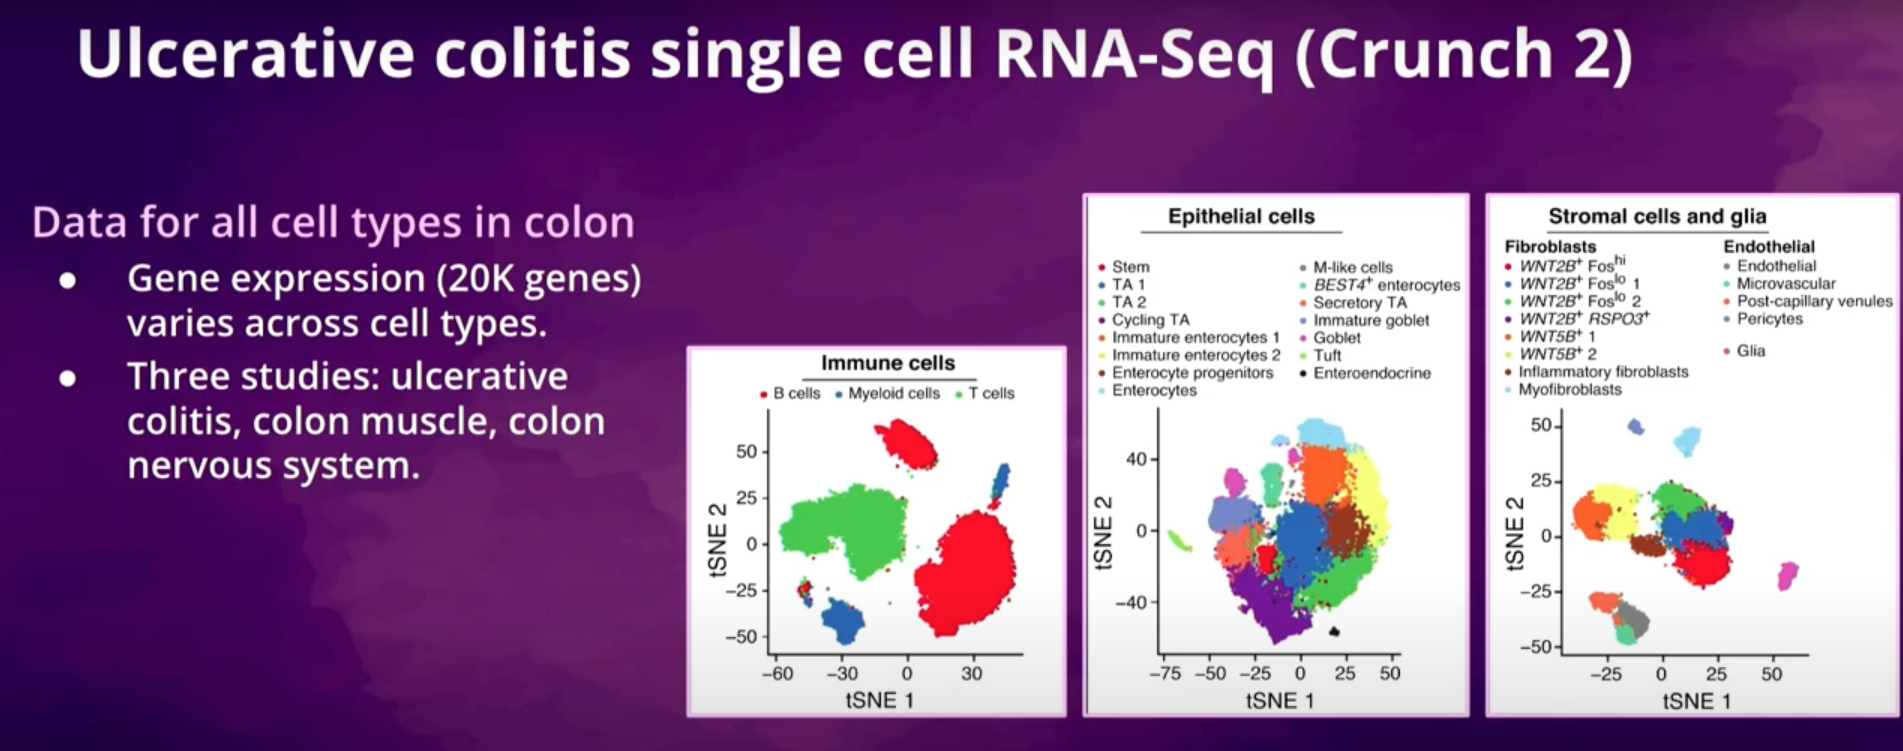 Ulcerative colitis single cell RNA-Seq (Crunch 2)
Data for all cell types in colon
● Gene expression (20K genes)
varies across cell types.
● Three studies: ulcerative
colitis, colon muscle, colon
nervous system.
Immune cells
B cells Myeloid cells T cells
50
25
0
−25
−50
tSNE 2
−60 −30 0 30
tSNE 1
Epithelial cells
Stem
TA 1
TA 2
Cycling TA
Immature enterocytes 1
Immature enterocytes 2
Enterocyte progenitors
Enterocytes
M-like cells
BEST4+ enterocytes
Secretory TA
Immature goblet
Goblet
Tuft
Enteroendocrine
40
0
−40
tSNE 2
−75 −50 −25 0 25 50
tSNE 1
Stromal cells and glia
Fibroblasts
WNT2B+ Foshi
WNT2B+ Foslo 1
WNT2B+ Foslo 2
WNT2B+ RSPO3+
WNT5B+ 1
WNT5B+ 2
Inflammatory fibroblasts
Myofibroblasts
Endothelial
Endothelial
Microvascular
Post-capillary venules
Pericytes
Glia
50
25
0
−25
−50
tSNE 2
−25 0 25 50
tSNE 1